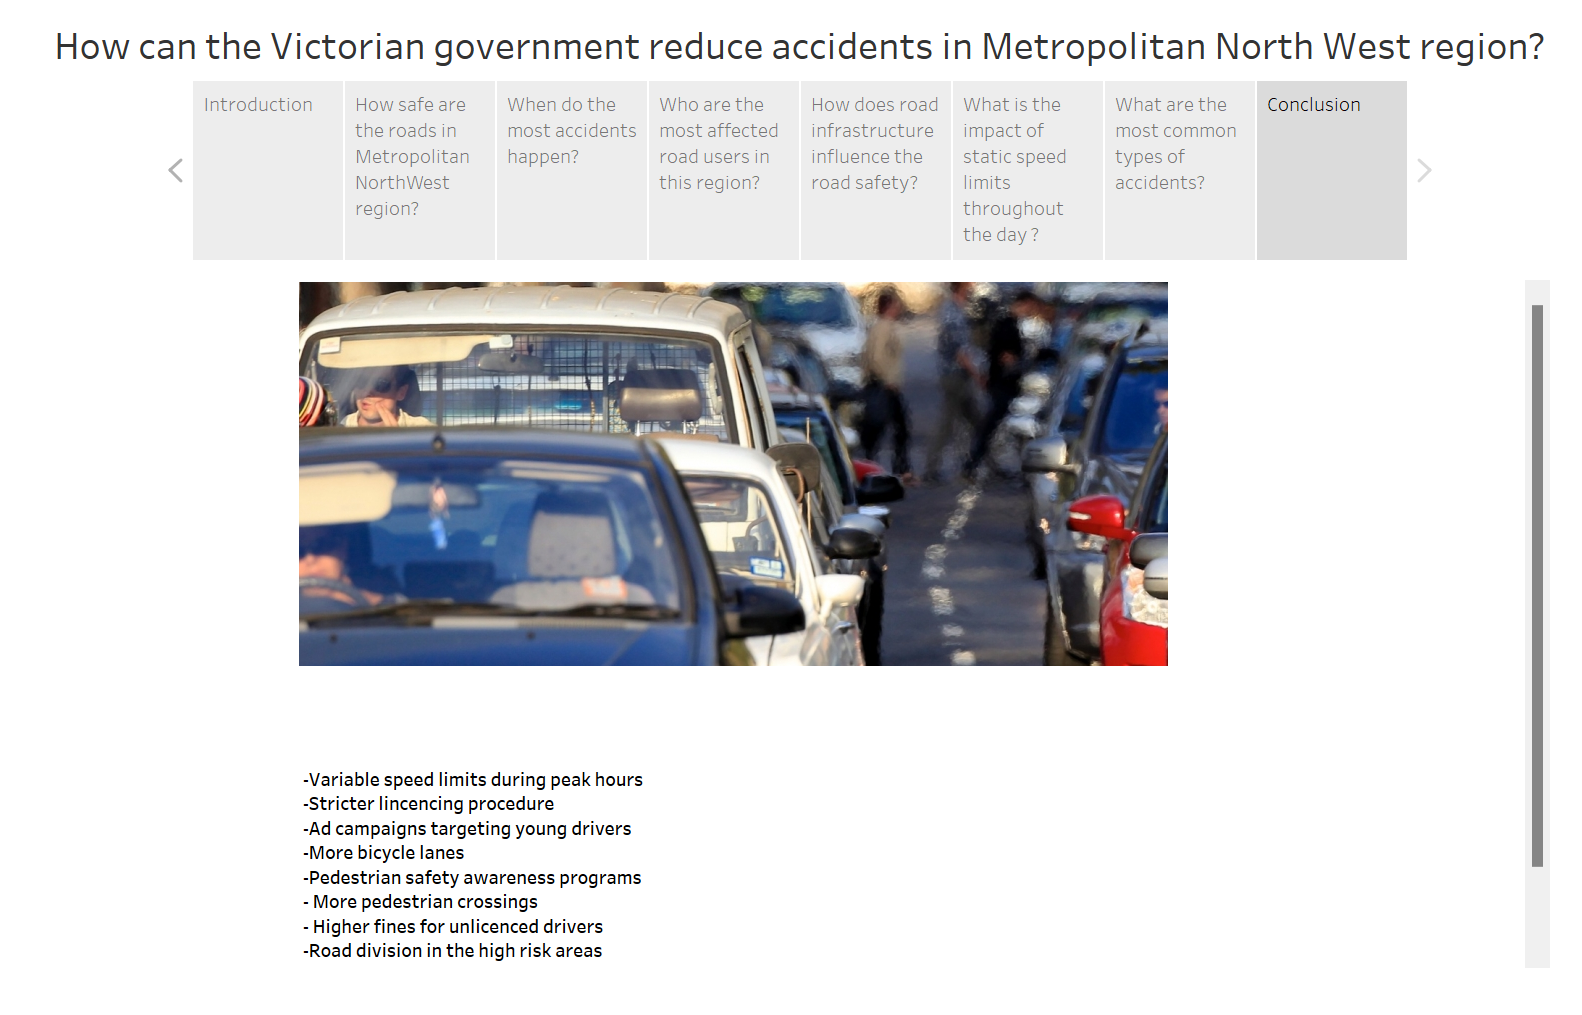 How can the Victorian government reduce accidents in Metropolitan North West region?
Introduction
How safe are
the roads in
Metropolitan
NorthWest
region?
When do the
most accidents
happen?
Who are the
most affected
road users in
this region?
How does road
infrastructure
influence the
road safety?
What is the
impact of
static speed
limits
throughout
the day ?
What are the
most common
types of
accidents?
Conclusion
-Variable speed limits during peak hours
-Stricter lincencing procedure
-Ad campaigns targeting young drivers
-More bicycle lanes
-Pedestrian safety awareness programs
- More pedestrian crossings
- Higher fines for unlicenced drivers
-Road division in the high risk areas